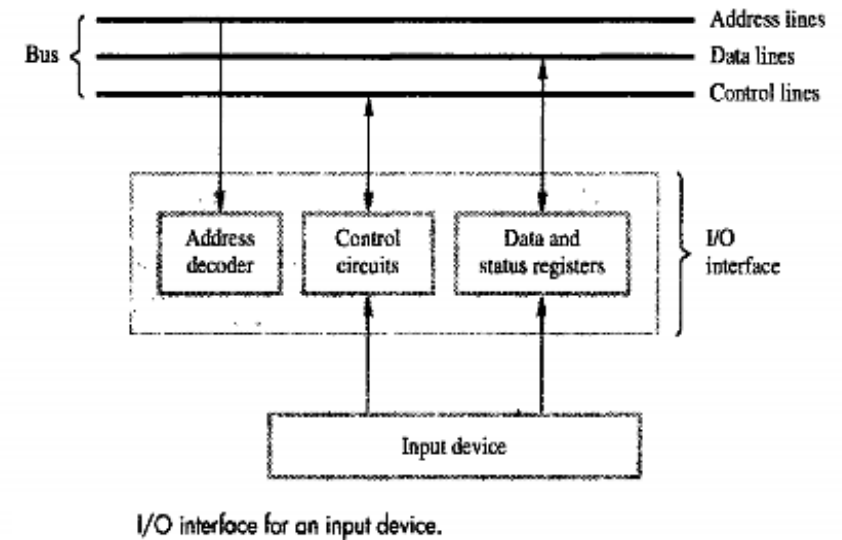 Address lines
Bus
Data lines
Control lines
Address
decoder
Control
circuits
Data and
status registers
I/O
interface
Input device
I/O interface for an input device.